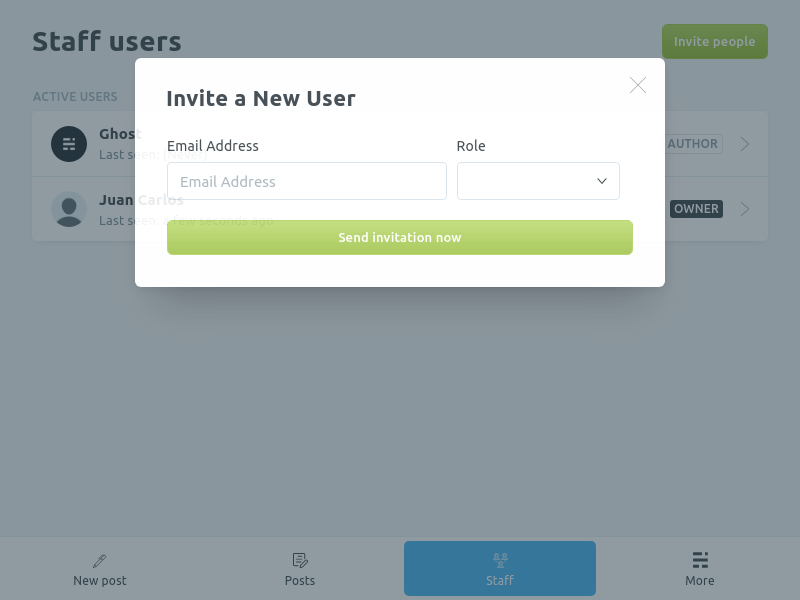 Staff users
Invite people
ACTIVE USERS
Invite a New User
Ghost
Last seen: (Never)
AUTHOR
Email Address
Role
Email Address
Juan Carlos
Last seen: a few seconds ago
OWNER
Send invitation now
New post
Posts
Staff
More